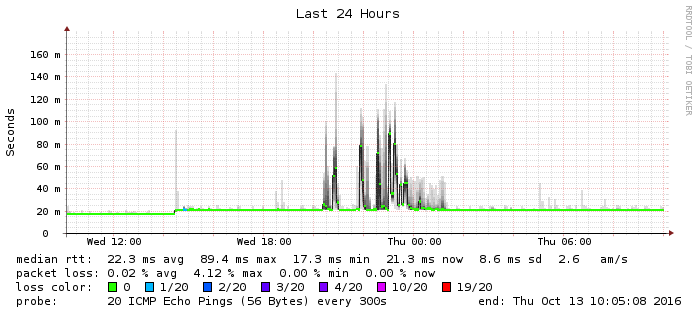 Last 24 Hours
RRDTOOL / TOBI OETIKER
Seconds
160 m
140 m
120 m
100 m
80 m
60 m
40 m
20 m
0
Wed 12:00 Wed 18:00 Thu 00:00 Thu 06:00
median rtt: 22.3 ms avg 89.4 ms max 17.3 ms min 21.3 ms now 8.6 ms sd 2.6 am/s
packet loss: 0.02 % avg 4.12 % max 0.00 % min 0.00 % now
loss color: 0 1/20 2/20 3/20 4/20 10/20 19/20
probe: 20 ICMP Echo Pings (56 Bytes) every 300s end: Thu Oct 13 10:05:08 2016